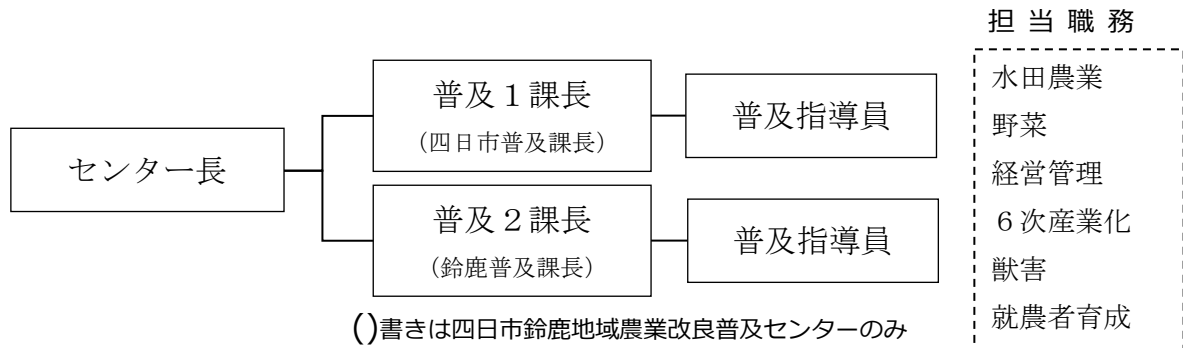 担当職務
センター長
普及１課長
（四日市普及課長）
普及指導員
普及２課長
（鈴鹿普及課長）
普及指導員
水田農業
野菜
経営管理
６次産業化
獣害
就農者育成
()書きは四日市鈴鹿地域農業改良普及センターのみ